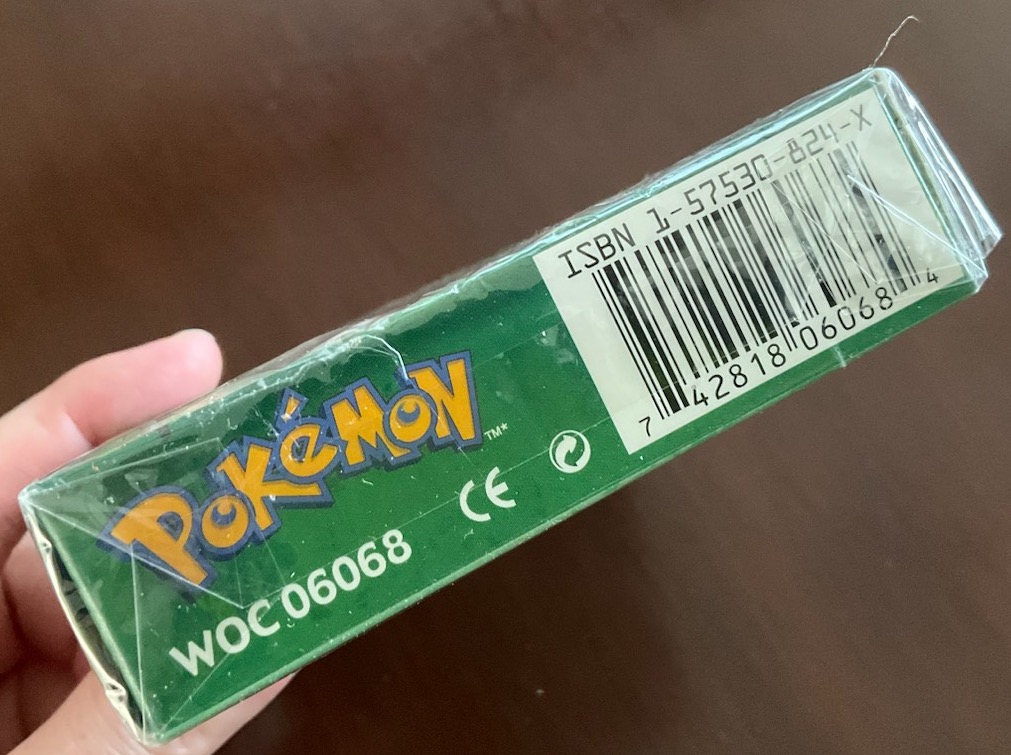 ISBN 1-57530-824-X
7 42818 06068 4
POKéMON TM*
CE
WOC 06068